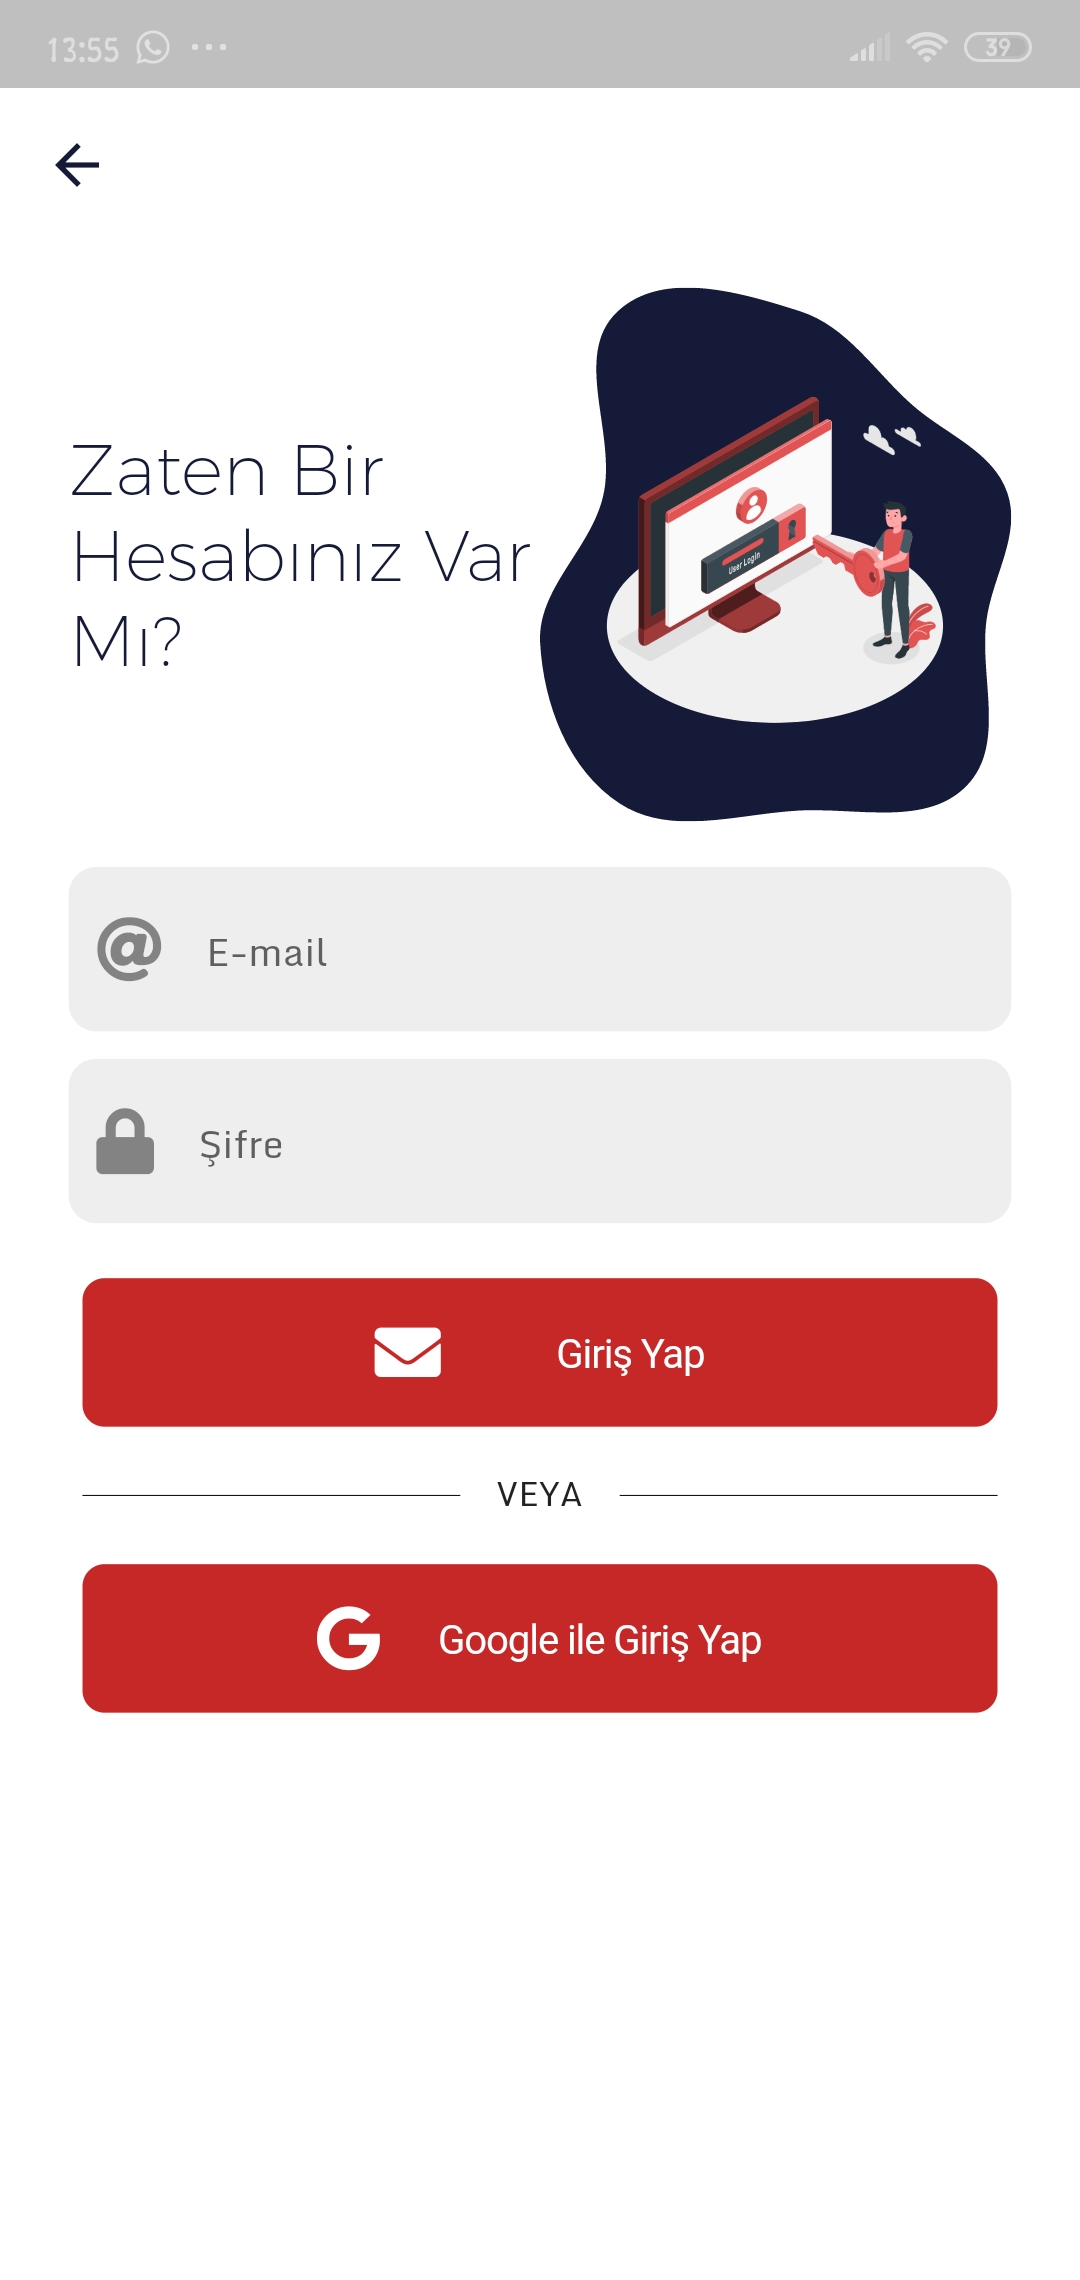 13:55
39
Zaten Bir
Hesabınız Var
Mı?
User Login
E-mail
Şifre
Giriş Yap
VEYA
Google ile Giriş Yap